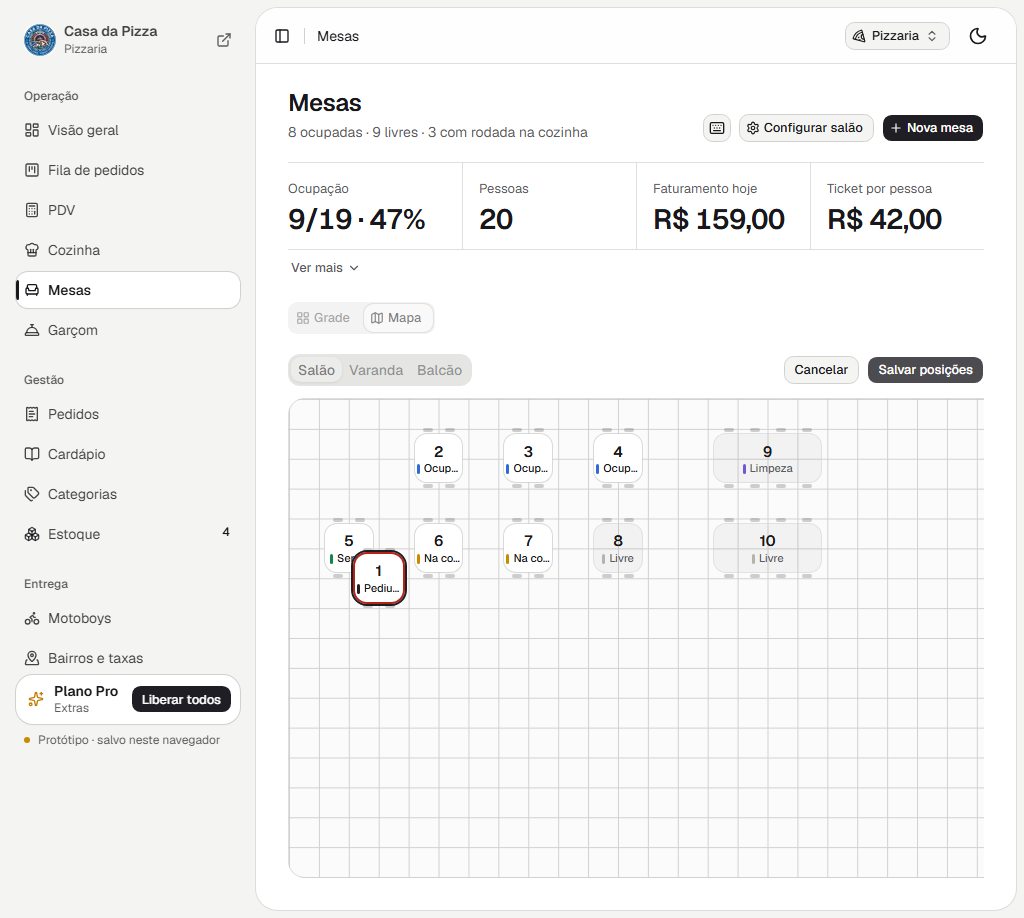 Casa da Pizza
Pizzaria
Operação
Visão geral
Fila de pedidos
PDV
Cozinha
Mesas
Garçom
Gestão
Pedidos
Cardápio
Categorias
Estoque 4
Entrega
Motoboys
Bairros e taxas
Plano Pro
Extras
Liberar todos
Protótipo · salvo neste navegador
Mesas
Pizzaria
Mesas
8 ocupadas · 9 livres · 3 com rodada na cozinha
Configurar salão
+ Nova mesa
Ocupação
9/19 · 47%
Pessoas
20
Faturamento hoje
R$ 159,00
Ticket por pessoa
R$ 42,00
Ver mais
Grade
Mapa
Salão Varanda Balcão
Cancelar
Salvar posições
2
Ocup...
3
Ocup...
4
Ocup...
9
Limpeza
5
Se
6
Na co...
7
Na co...
8
Livre
10
Livre
1
Pediu...